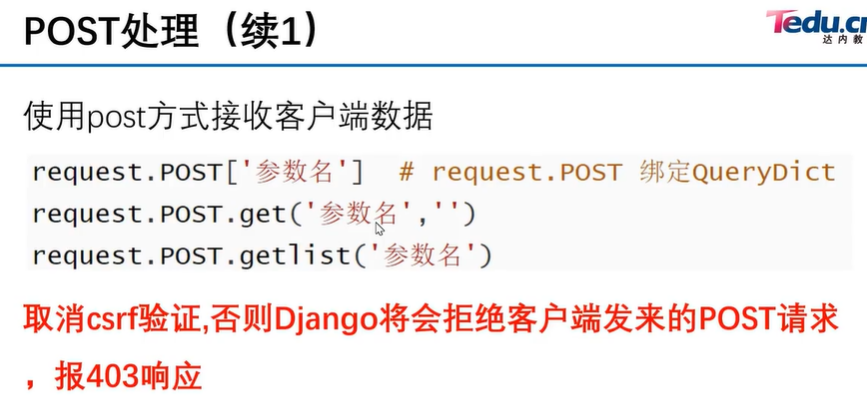 POST处理（续1）
Tedu.cn
达内教
使用post方式接收客户端数据
request.POST['参数名']  # request.POST 绑定QueryDict
request.POST.get('参数名','')
request.POST.getlist('参数名')
取消csrf验证,否则Django将会拒绝客户端发来的POST请求
，报403响应